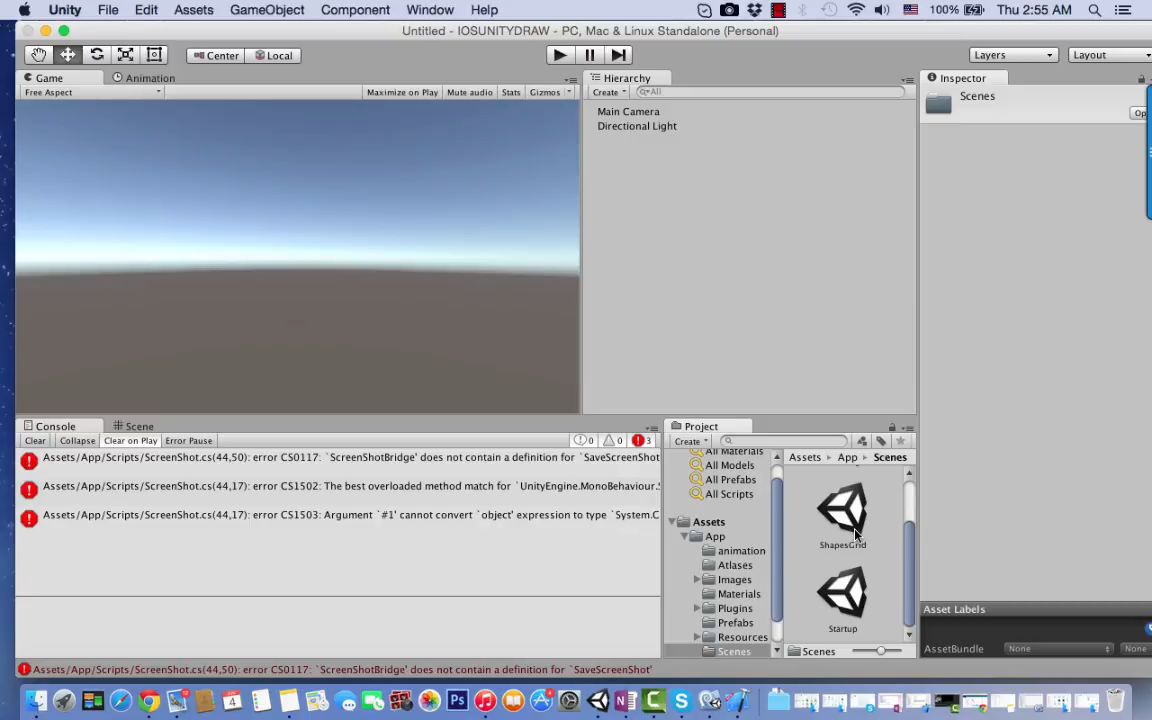 Unity File Edit Assets GameObject Component Window Help 100% Thu 2:55 AM
Untitled - IOSUNITYDRAW - PC, Mac & Linux Standalone (Personal)
Center Local Layers Layout
Game Animation
Free Aspect Maximize on Play Mute audio Stats Gizmos
Hierarchy
Create All
Main Camera
Directional Light
Inspector
Scenes
Op
Console Scene
Clear Collapse Clear on Play Error Pause 0 0 3
Assets/App/Scripts/ScreenShot.cs(44,50): error CS0117: `ScreenShotBridge' does not contain a definition for `SaveScreenShot
Assets/App/Scripts/ScreenShot.cs(44,17): error CS1502: The best overloaded method match for `UnityEngine.MonoBehaviour.
Assets/App/Scripts/ScreenShot.cs(44,17): error CS1503: Argument `#1' cannot convert `object' expression to type `System.C
Project
Create
All Materials
All Models
All Prefabs
All Scripts
Assets
App
animation
Atlases
Images
Materials
Plugins
Prefabs
Resources
Scenes
Assets App Scenes
ShapesGrid
Startup
Scenes
Asset Labels
AssetBundle None None
Assets/App/Scripts/ScreenShot.cs(44,50): error CS0117: `ScreenShotBridge' does not contain a definition for `SaveScreenShot'